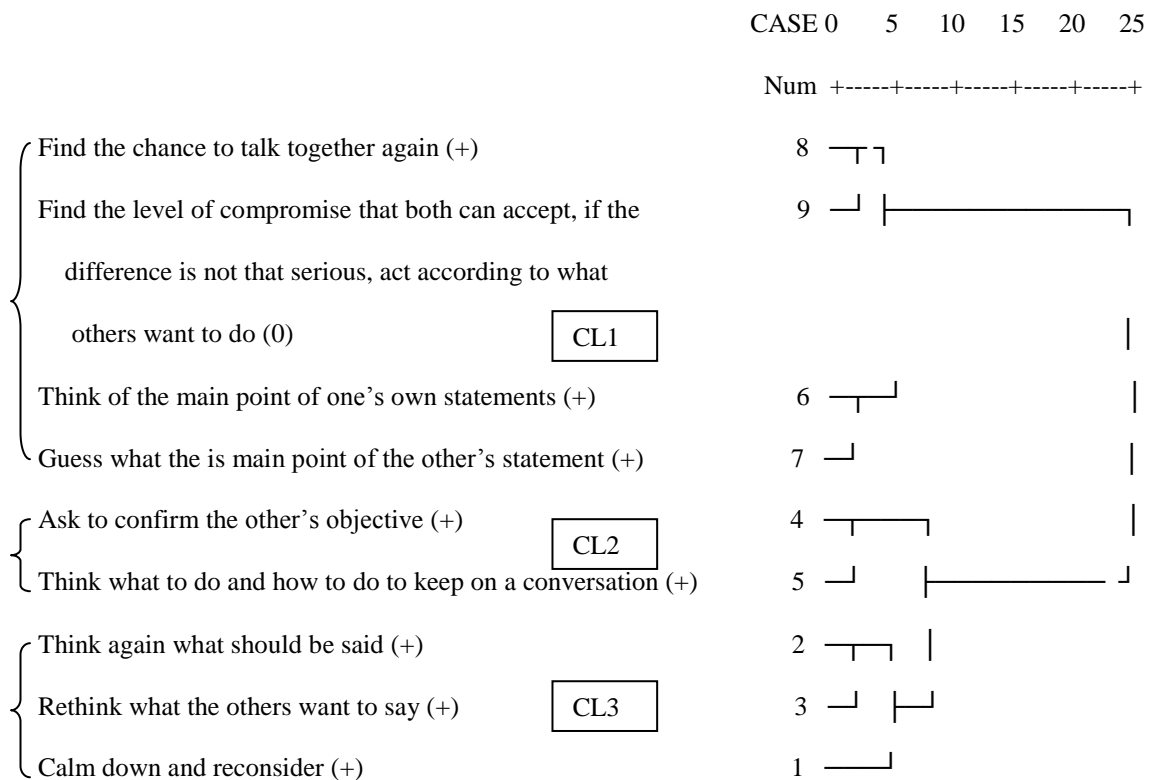 CASE 0 5 10 15 20 25
Num +-----+-----+-----+-----+-----+
Find the chance to talk together again (+) 8
Find the level of compromise that both can accept, if the 9
difference is not that serious, act according to what
others want to do (0) CL1
Think of the main point of one’s own statements (+) 6
Guess what the is main point of the other’s statement (+) 7
Ask to confirm the other’s objective (+) 4
CL2
Think what to do and how to do to keep on a conversation (+) 5
Think again what should be said (+) 2
Rethink what the others want to say (+) CL3 3
Calm down and reconsider (+) 1